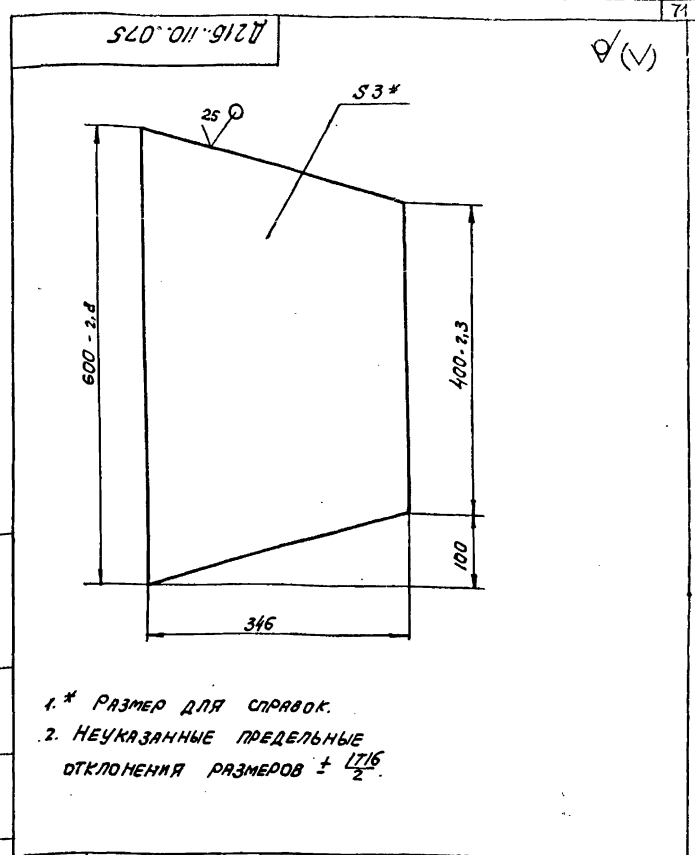 71
Д216.110.075
25
S3*
600-2,8
400-2,3
100
346
1.* РАЗМЕР ДЛЯ СПРАВОК.
2. НЕУКАЗАННЫЕ ПРЕДЕЛЬНЫЕ
ОТКЛОНЕНИЯ РАЗМЕРОВ ± IT16/2.